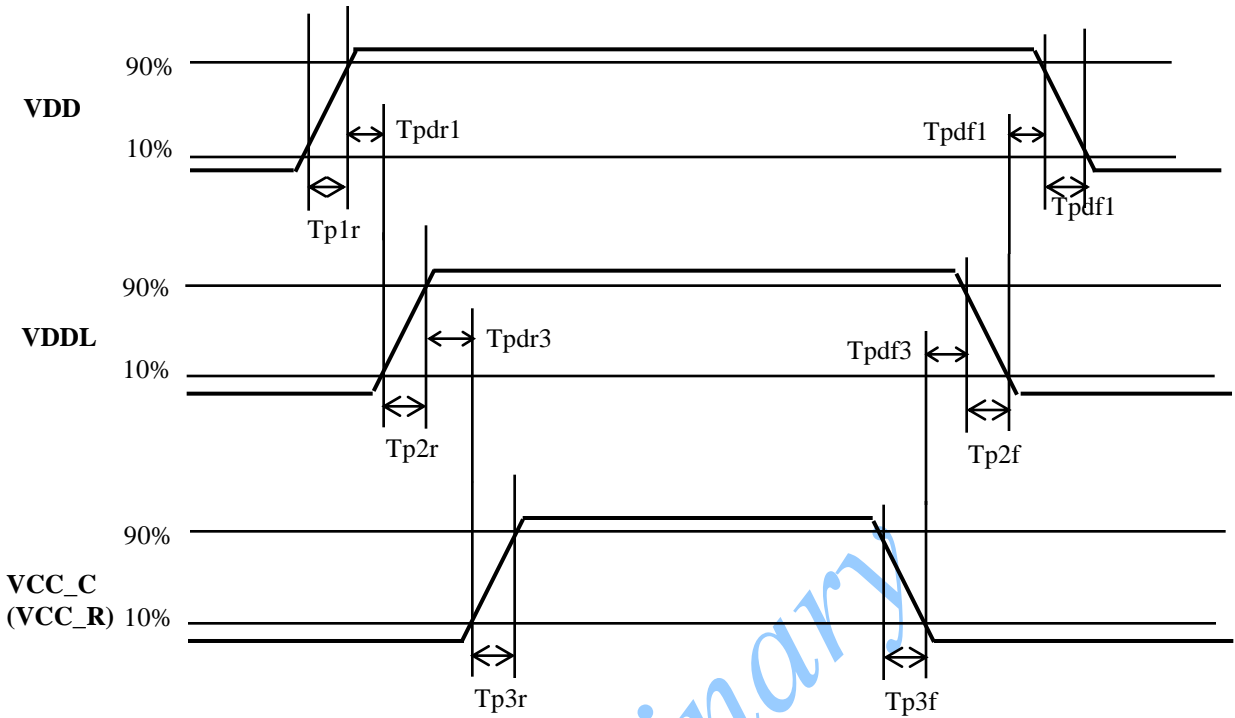 90%
VDD
Tpdr1
Tpdf1
10%
Tp1r
Tpdf1
90%
VDDL
Tpdr3
Tpdf3
10%
Tp2r
Tp2f
90%
VCC_C
(VCC_R) 10%
Tp3r
Tp3f
inary